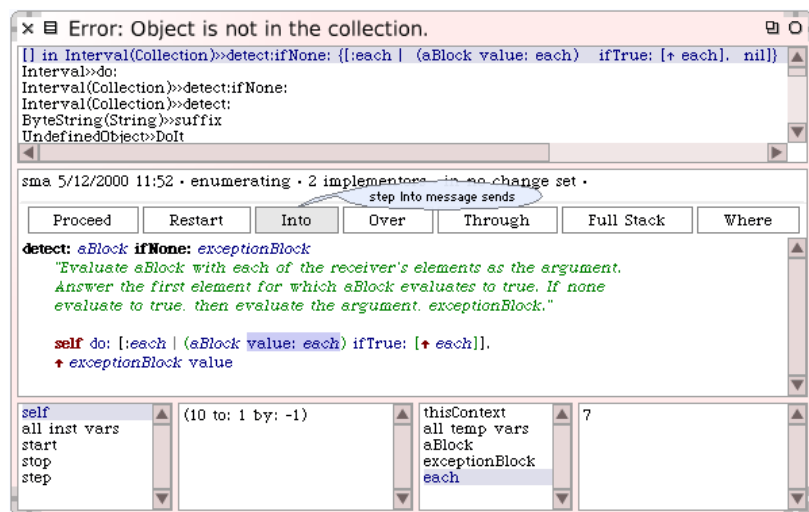 Error: Object is not in the collection.
[] in Interval(Collection)>>detect:ifNone: {[:each | (aBlock value: each) ifTrue: [↑ each]. nil]}
Interval>>do:
Interval(Collection)>>detect:ifNone:
Interval(Collection)>>detect:
ByteString(String)>>suffix
UndefinedObject>>DoIt
sma 5/12/2000 11:52 · enumerating · 2 implementors · in no change set ·
step Into message sends
Proceed Restart Into Over Through Full Stack Where
detect: aBlock ifNone: exceptionBlock
"Evaluate aBlock with each of the receiver's elements as the argument.
Answer the first element for which aBlock evaluates to true. If none
evaluate to true, then evaluate the argument, exceptionBlock."
self do: [:each | (aBlock value: each) ifTrue: [↑ each]].
↑ exceptionBlock value
self
all inst vars
start
stop
step
(10 to: 1 by: -1)
thisContext
all temp vars
aBlock
exceptionBlock
each
7